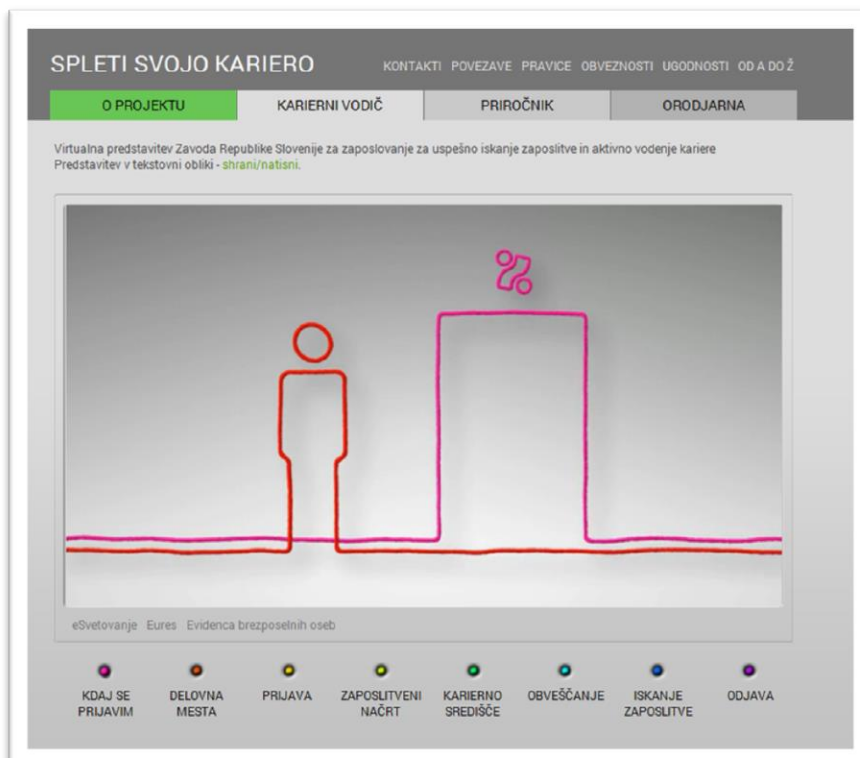 SPLETI SVOJO KARIERO
KONTAKTI POVEZAVE PRAVICE OBVEZNOSTI UGODNOSTI OD A DO Ž
O PROJEKTU KARIERNI VODIČ PRIROČNIK ORODJARNA
Virtualna predstavitev Zavoda Republike Slovenije za zaposlovanje za uspešno iskanje zaposlitve in aktivno vodenje kariere
Predstavitev v tekstovni obliki - shrani/natisni.
eSvetovanje Eures Evidenca brezposelnih oseb
KDAJ SE PRIJAVIM
DELOVNA MESTA
PRIJAVA
ZAPOSLITVENI NAČRT
KARIERNO SREDIŠČE
OBVEŠČANJE
ISKANJE ZAPOSLITVE
ODJAVA